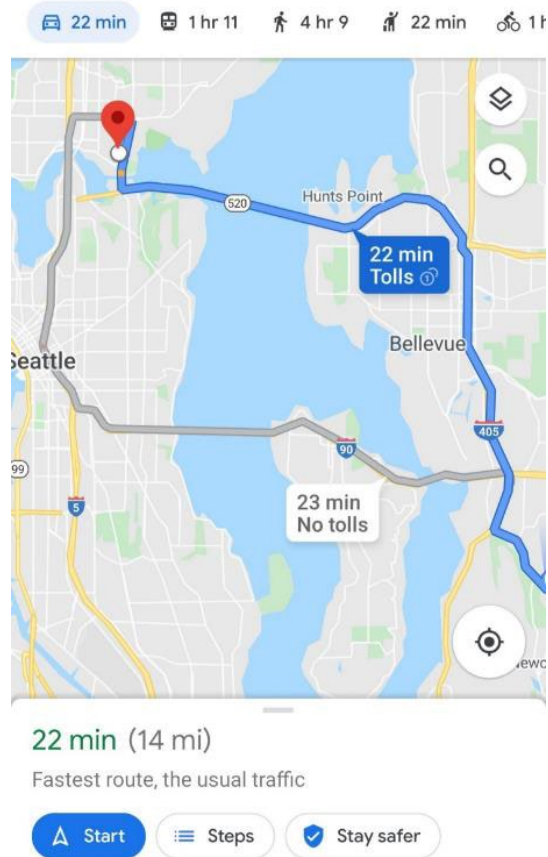 22 min
1 hr 11
4 hr 9
22 min
520
Hunts Point
22 min
Tolls
Bellevue
Seattle
405
90
99
23 min
No tolls
5
22 min (14 mi)
Fastest route, the usual traffic
Start
Steps
Stay safer